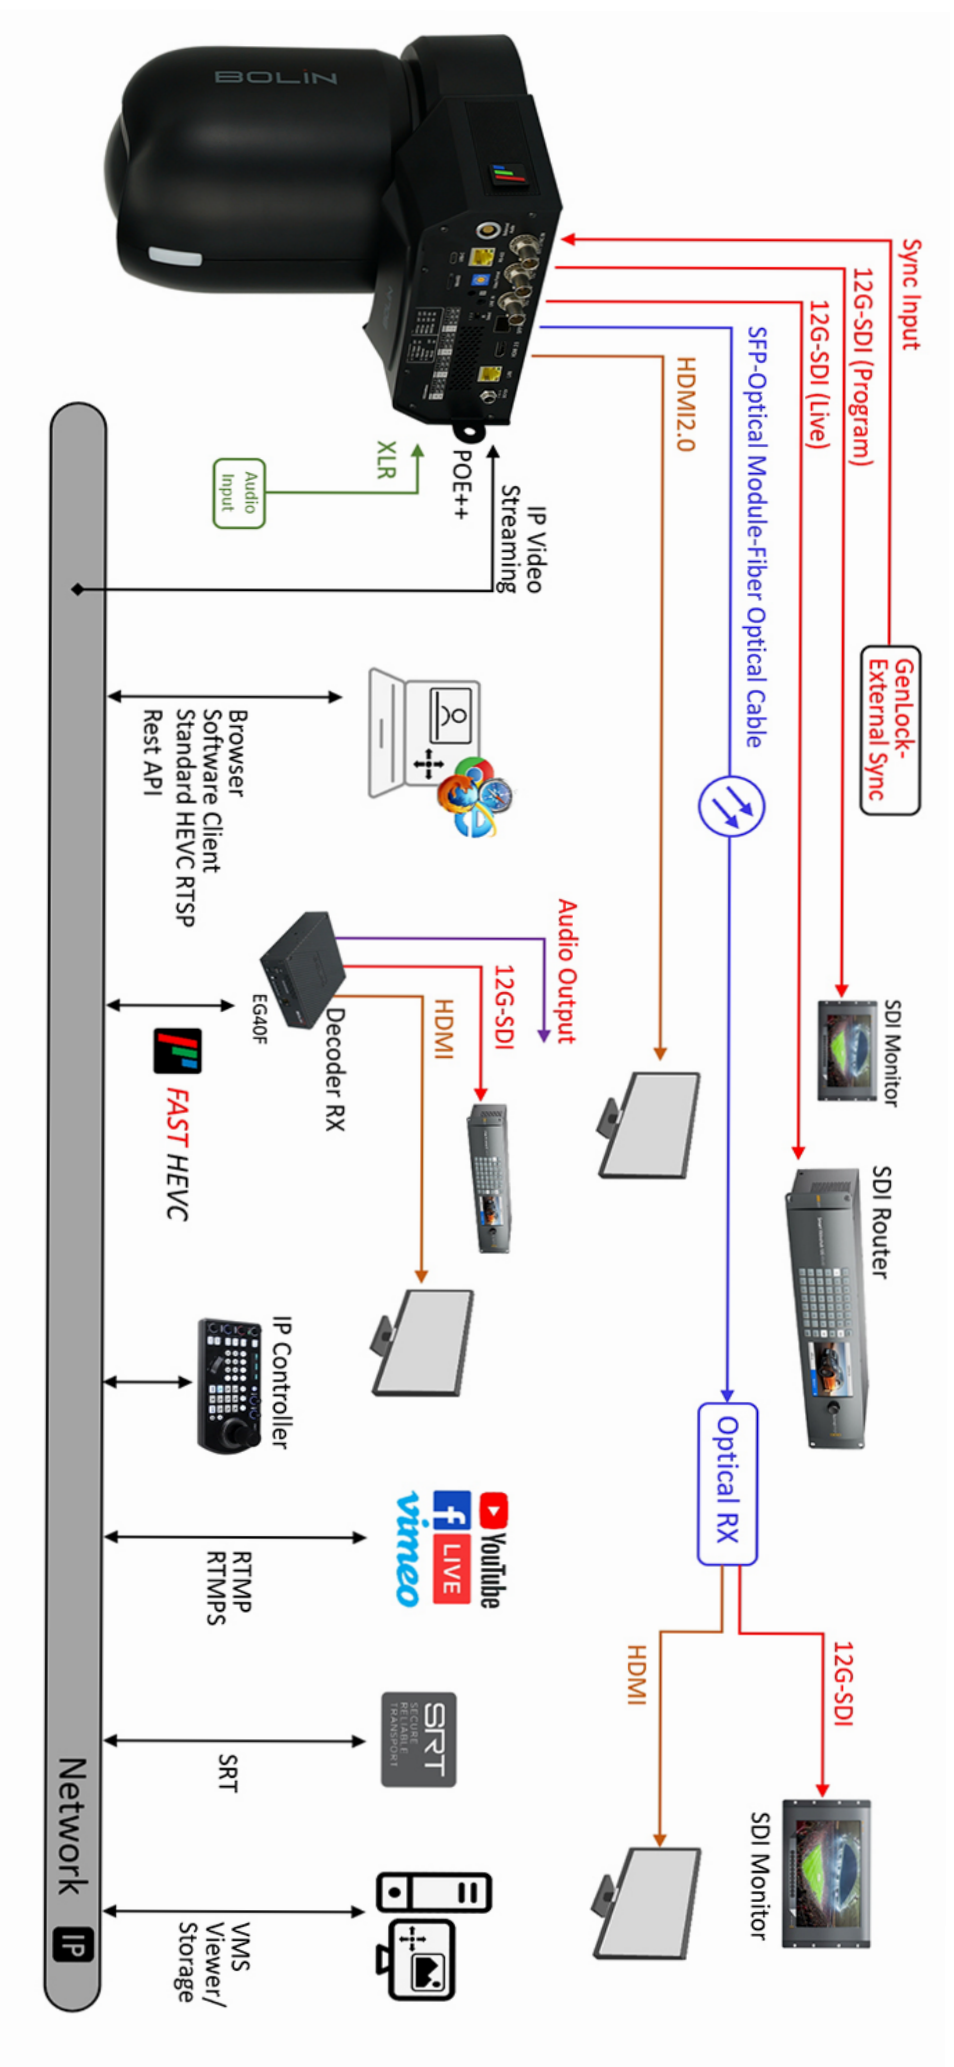 BOLIN
Sync Input
GenLock-
External Sync
12G-SDI (Program)
SDI Monitor
12G-SDI (Live)
SDI Router
SFP-Optical Module-Fiber Optical Cable
Optical RX
12G-SDI
SDI Monitor
HDMI
HDMI2.0
IP Video
Streaming
POE++
XLR
Audio
Input
Audio Output
12G-SDI
HDMI
Decoder RX
EG40F
FAST HEVC
Browser
Software Client
Standard HEVC RTSP
Rest API
IP Controller
YouTube
f LIVE
vimeo
RTMP
RTMPS
SRT
SECURE
RELIABLE
TRANSPORT
SRT
VMS
Viewer/
Storage
Network IP